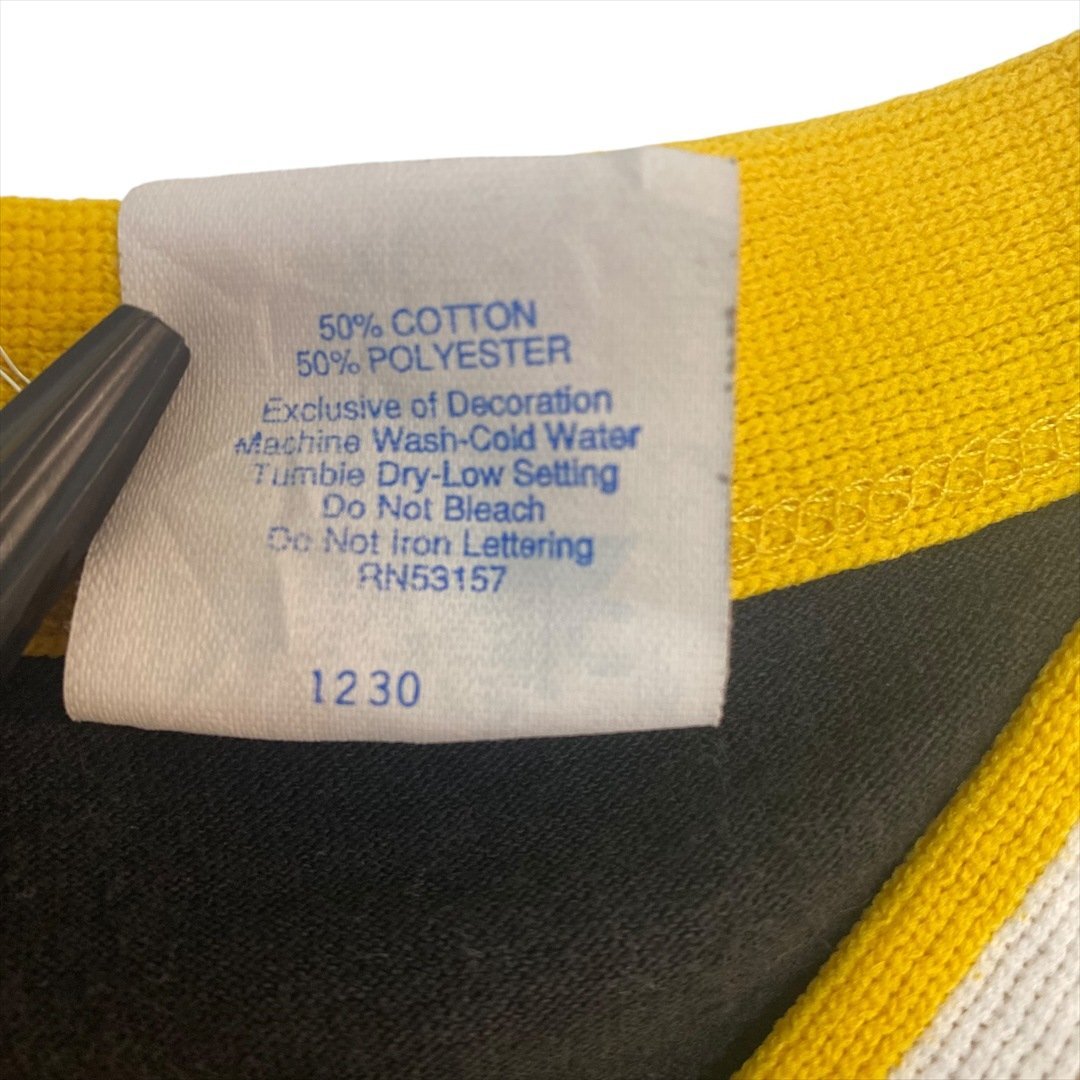 50% COTTON
50% POLYESTER
Exclusive of Decoration
Machine Wash-Cold Water
Tumble Dry-Low Setting
Do Not Bleach
Do Not Iron Lettering
RN53157
1230